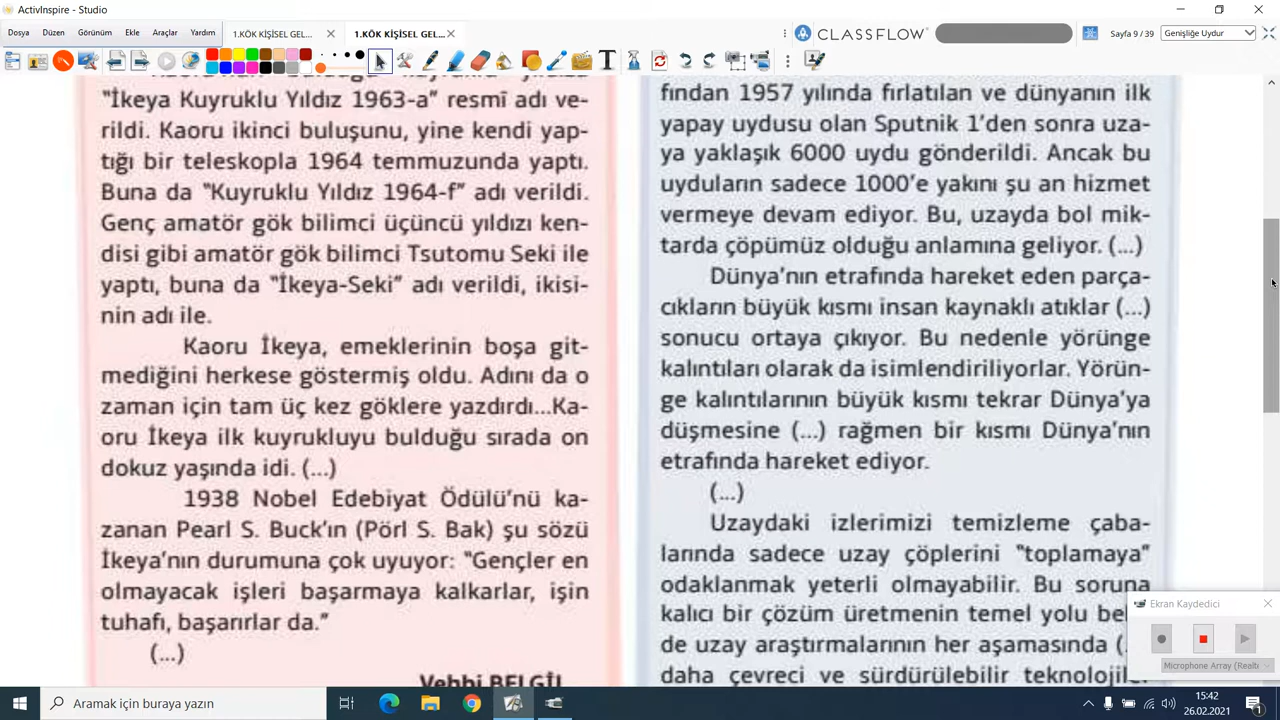 ActivInspire - Studio
Dosya Düzen Görünüm Ekle Araçlar Yardım
1.KÖK KİŞİSEL GEL...
1.KÖK KİŞİSEL GEL...
CLASSFLOW
Sayfa 9 / 39
Genişliğe Uydur
"İkeya Kuyruklu Yıldız 1963-a" resmî adı ve-
rildi. Kaoru ikinci buluşunu, yine kendi yap-
tığı bir teleskopla 1964 temmuzunda yaptı.
Buna da "Kuyruklu Yıldız 1964-f" adı verildi.
Genç amatör gök bilimci üçüncü yıldızı ken-
disi gibi amatör gök bilimci Tsutomu Seki ile
yaptı, buna da "İkeya-Seki" adı verildi, ikisi-
nin adı ile.
Kaoru İkeya, emeklerinin boşa git-
mediğini herkese göstermiş oldu. Adını da o
zaman için tam üç kez göklere yazdırdı...Ka-
oru İkeya ilk kuyrukluyu bulduğu sırada on
dokuz yaşında idi. (...)
1938 Nobel Edebiyat Ödülü'nü ka-
zanan Pearl S. Buck'ın (Pörl S. Bak) şu sözü
İkeya'nın durumuna çok uyuyor: "Gençler en
olmayacak işleri başarmaya kalkarlar, işin
tuhafı, başarırlar da."
(...)
Vehbi BELGİL
fından 1957 yılında fırlatılan ve dünyanın ilk
yapay uydusu olan Sputnik 1'den sonra uza-
ya yaklaşık 6000 uydu gönderildi. Ancak bu
uyduların sadece 1000'e yakını şu an hizmet
vermeye devam ediyor. Bu, uzayda bol mik-
tarda çöpümüz olduğu anlamına geliyor. (...)
Dünya'nın etrafında hareket eden parça-
cıkların büyük kısmı insan kaynaklı atıklar (...)
sonucu ortaya çıkıyor. Bu nedenle yörünge
kalıntıları olarak da isimlendiriliyorlar. Yörün-
ge kalıntılarının büyük kısmı tekrar Dünya'ya
düşmesine (...) rağmen bir kısmı Dünya'nın
etrafında hareket ediyor.
(...)
Uzaydaki izlerimizi temizleme çaba-
larında sadece uzay çöplerini "toplamaya"
odaklanmak yeterli olmayabilir. Bu soruna
kalıcı bir çözüm üretmenin temel yolu
de uzay araştırmalarının her aşamasında
daha çevreci ve sürdürülebilir
Ekran Kaydedici
Microphone Array (Realt
Aramak için buraya yazın
15:42
26.02.2021
1